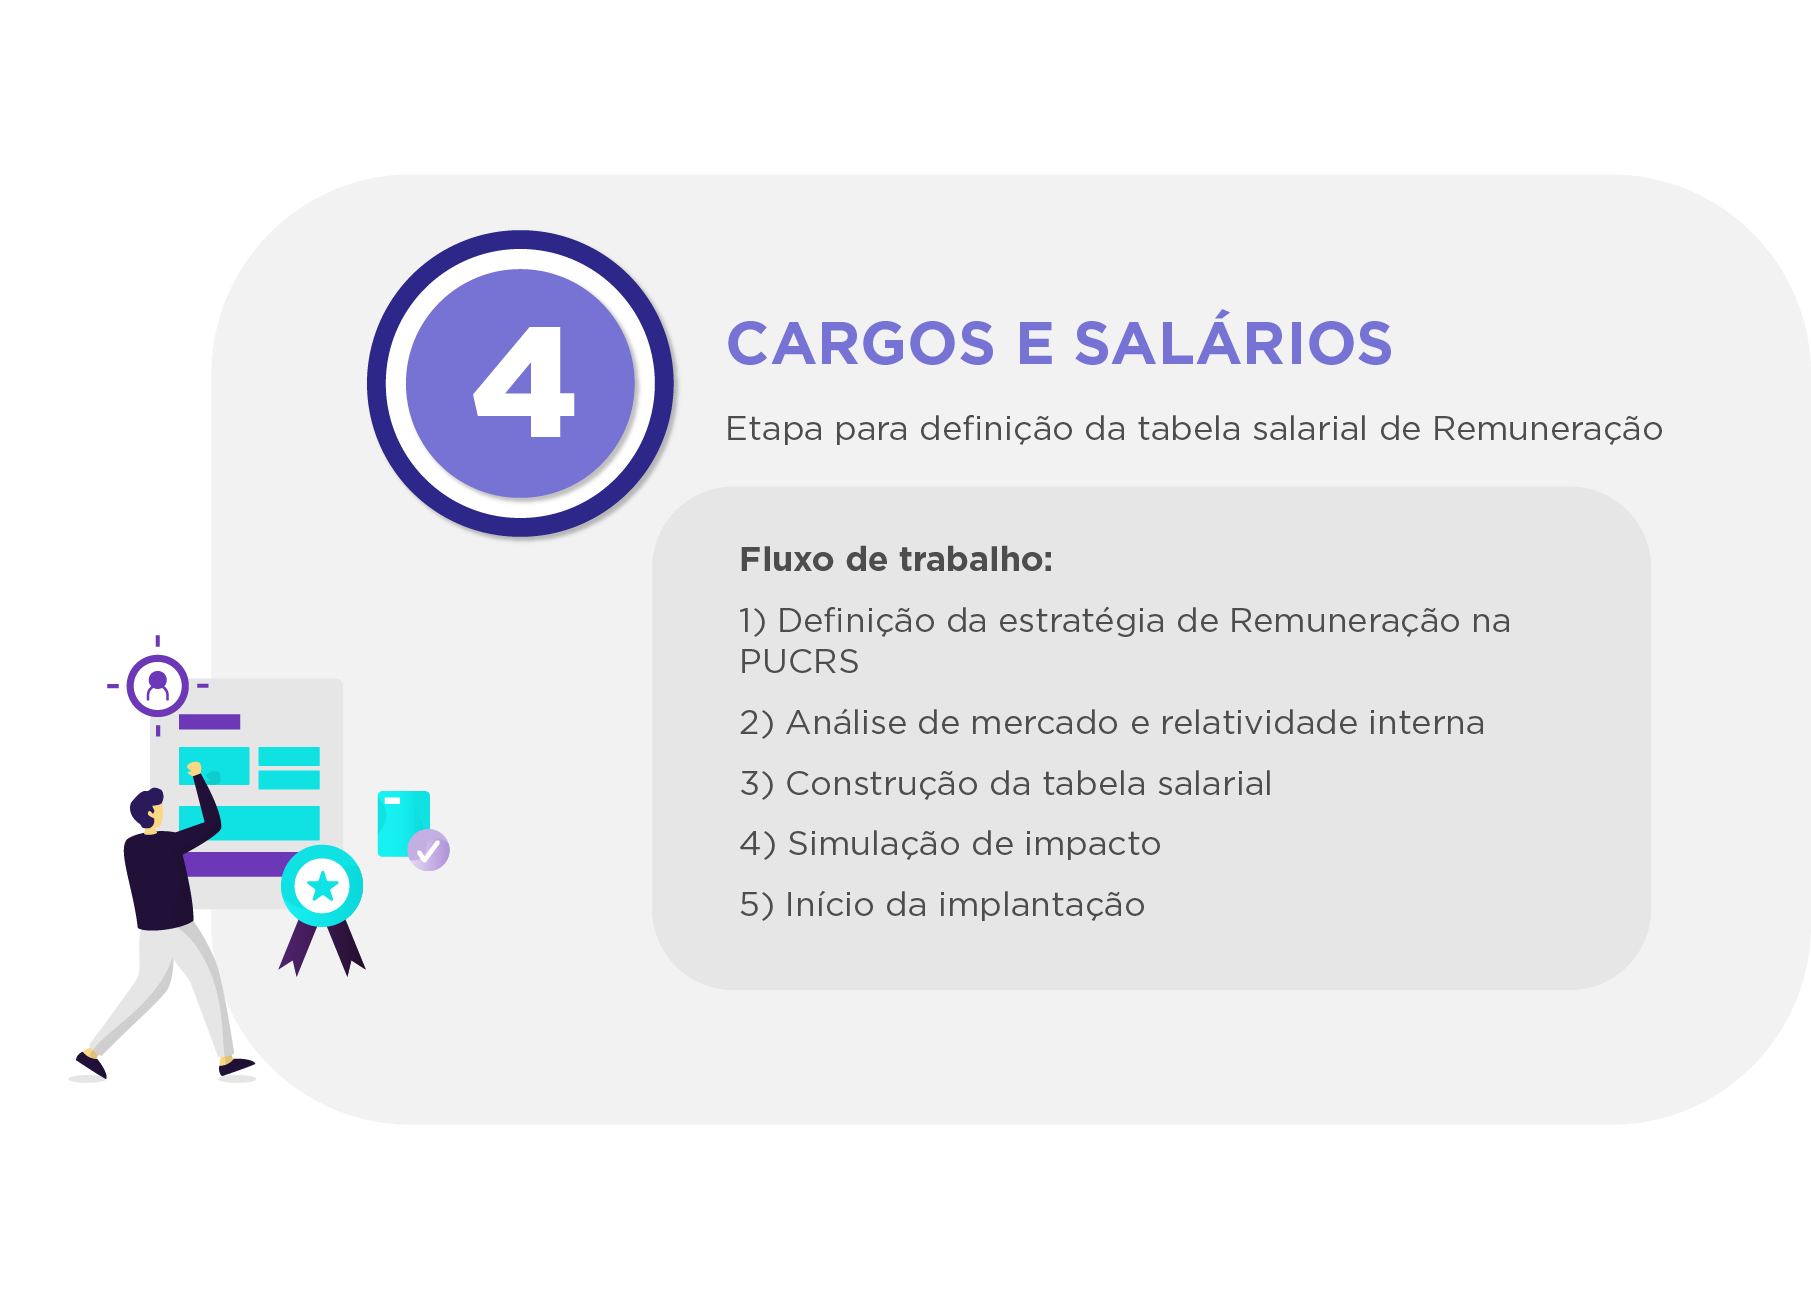 4
CARGOS E SALÁRIOS
Etapa para definição da tabela salarial de Remuneração
Fluxo de trabalho:
1) Definição da estratégia de Remuneração na
PUCRS
2) Análise de mercado e relatividade interna
3) Construção da tabela salarial
4) Simulação de impacto
5) Início da implantação